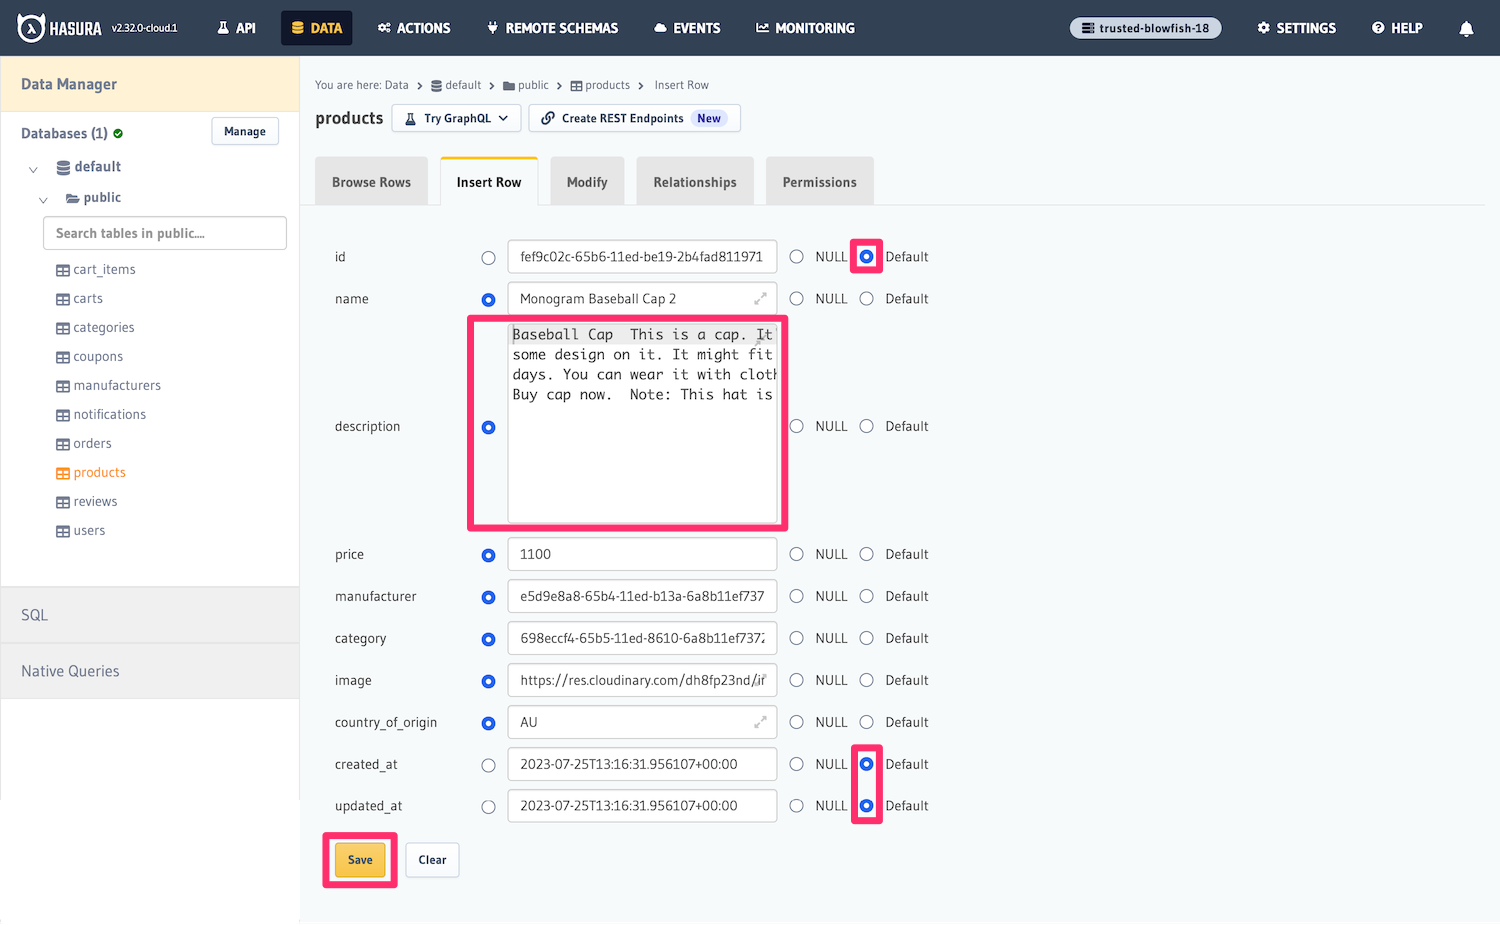 HASURA v2.32.0-cloud.1 API DATA ACTIONS REMOTE SCHEMAS EVENTS MONITORING trusted-blowfish-18 SETTINGS HELP
Data Manager
Databases (1) Manage
default
public
Search tables in public....
cart_items
carts
categories
coupons
manufacturers
notifications
orders
products
reviews
users
SQL
Native Queries
You are here: Data > default > public > products > Insert Row
products Try GraphQL Create REST Endpoints New
Browse Rows Insert Row Modify Relationships Permissions
id fef9c02c-65b6-11ed-be19-2b4fad811971 NULL Default
name Monogram Baseball Cap 2 NULL Default
Baseball Cap  This is a cap. It'
some design on it. It might fit
days. You can wear it with cloth
Buy cap now.  Note: This hat is
description NULL Default
price 1100 NULL Default
manufacturer e5d9e8a8-65b4-11ed-b13a-6a8b11ef737 NULL Default
category 698eccf4-65b5-11ed-8610-6a8b11ef7372 NULL Default
image https://res.cloudinary.com/dh8fp23nd/ir NULL Default
country_of_origin AU NULL Default
created_at 2023-07-25T13:16:31.956107+00:00 NULL Default
updated_at 2023-07-25T13:16:31.956107+00:00 NULL Default
Save Clear